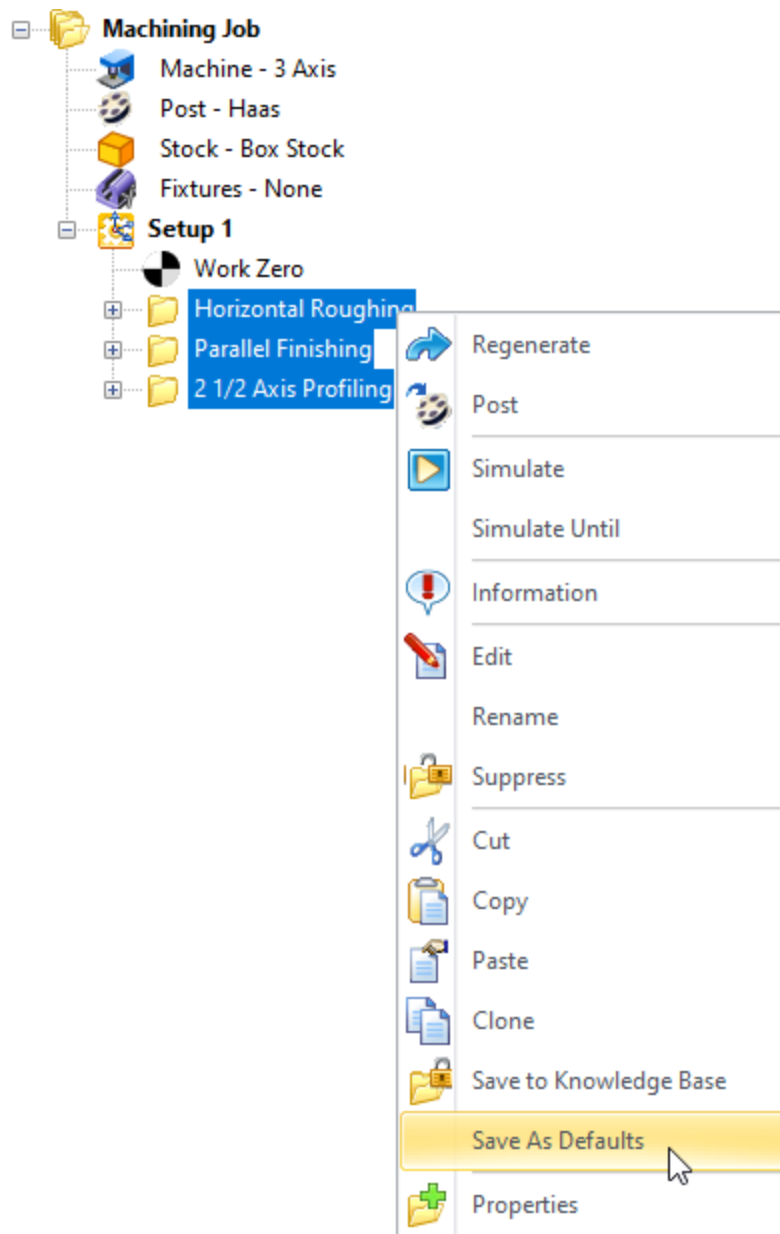 Machining Job
Machine - 3 Axis
Post - Haas
Stock - Box Stock
Fixtures - None
Setup 1
Work Zero
Horizontal Roughing
Parallel Finishing
2 1/2 Axis Profiling
Regenerate
Post
Simulate
Simulate Until
Information
Edit
Rename
Suppress
Cut
Copy
Paste
Clone
Save to Knowledge Base
Save As Defaults
Properties